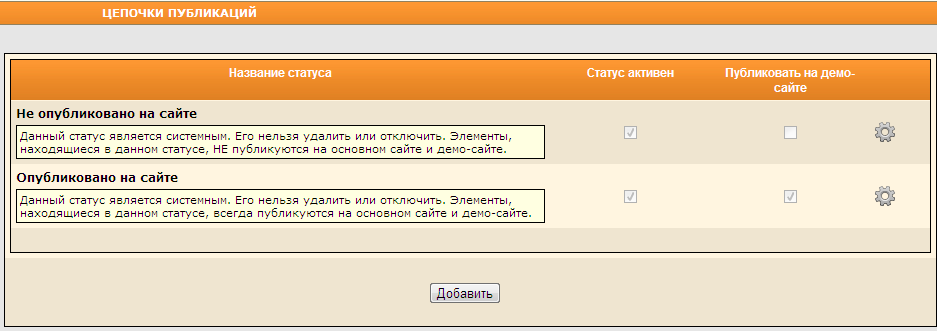 ЦЕПОЧКИ ПУБЛИКАЦИЙ
Название статуса
Статус активен
Публиковать на демо-
сайте
Не опубликовано на сайте
Данный статус является системным. Его нельзя удалить или отключить. Элементы,
находящиеся в данном статусе, НЕ публикуются на основном сайте и демо-сайте.
Опубликовано на сайте
Данный статус является системным. Его нельзя удалить или отключить. Элементы,
находящиеся в данном статусе, всегда публикуются на основном сайте и демо-сайте.
Добавить